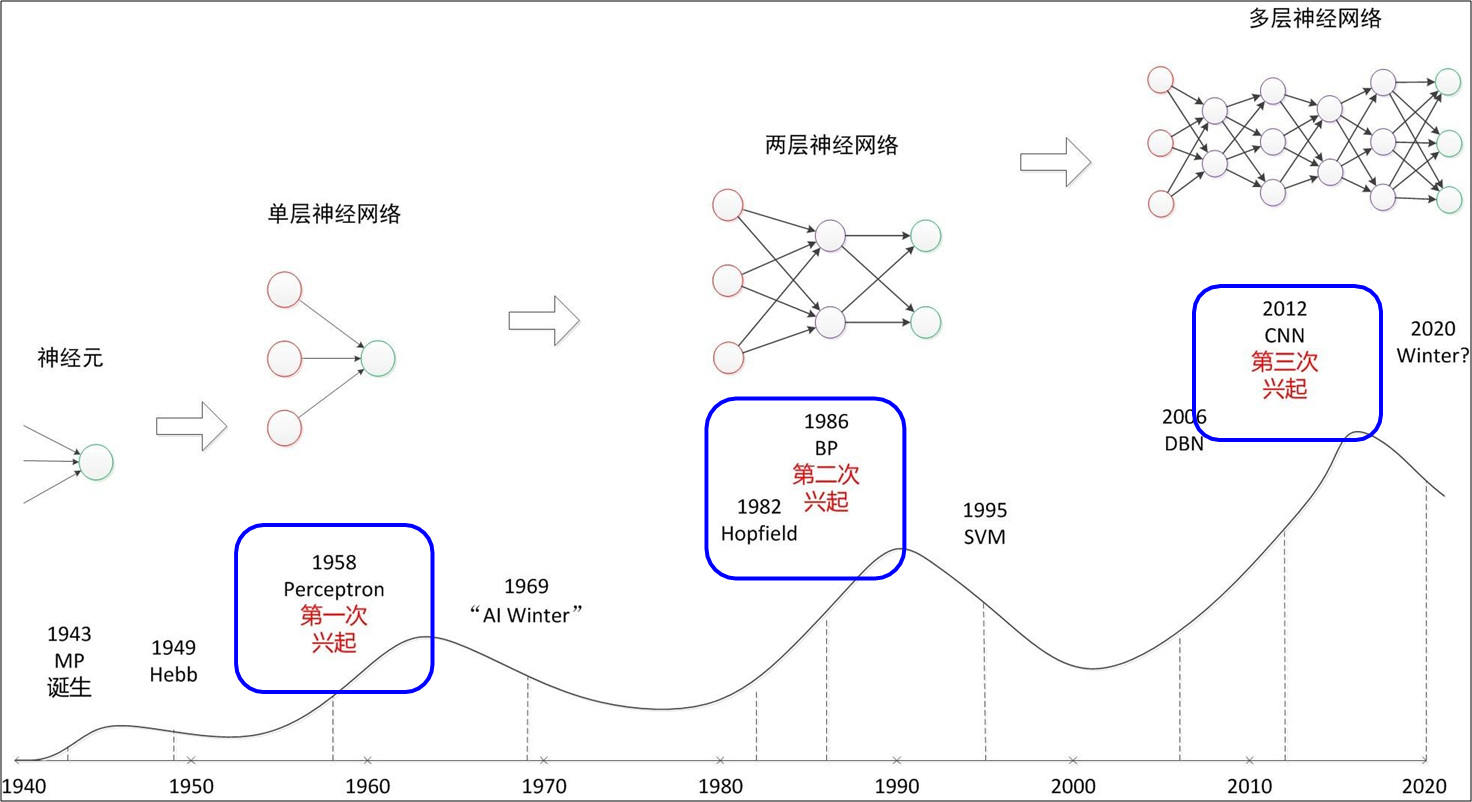 多层神经网络
两层神经网络
单层神经网络
神经元
1943
MP
诞生
1949
Hebb
1958
Perceptron
第一次
兴起
1969
“AI Winter”
1982
Hopfield
1986
BP
第二次
兴起
1995
SVM
2006
DBN
2012
CNN
第三次
兴起
2020
Winter?
1940
1950
1960
1970
1980
1990
2000
2010
2020